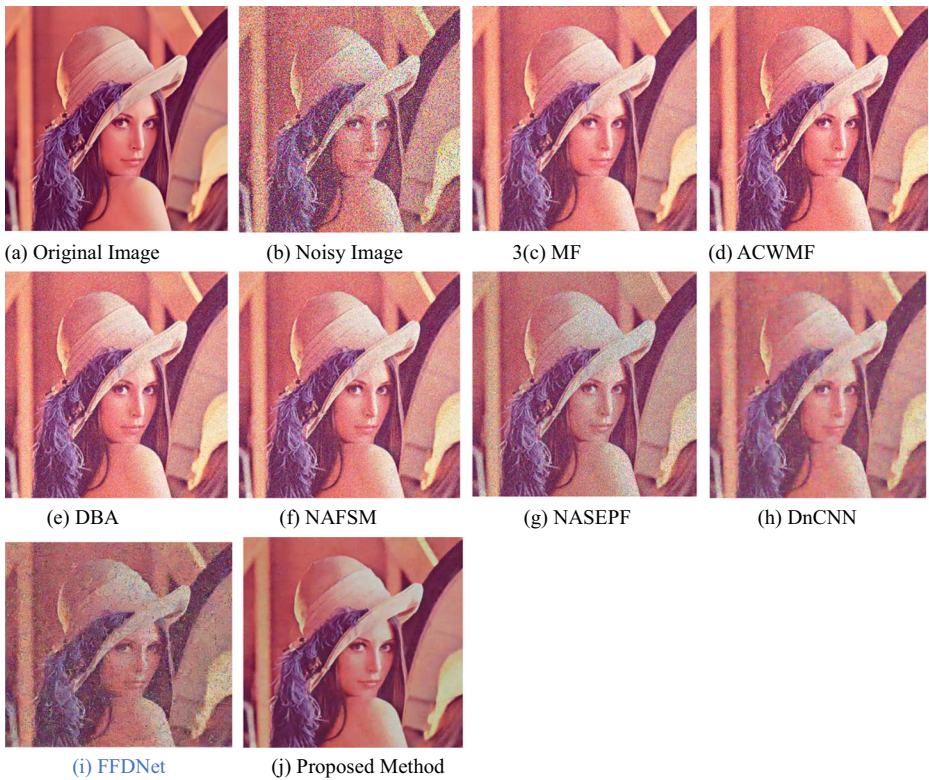 (a) Original Image (b) Noisy Image 3(c) MF (d) ACWMF
(e) DBA (f) NAFSM (g) NASEPF (h) DnCNN
(i) FFDNet (j) Proposed Method